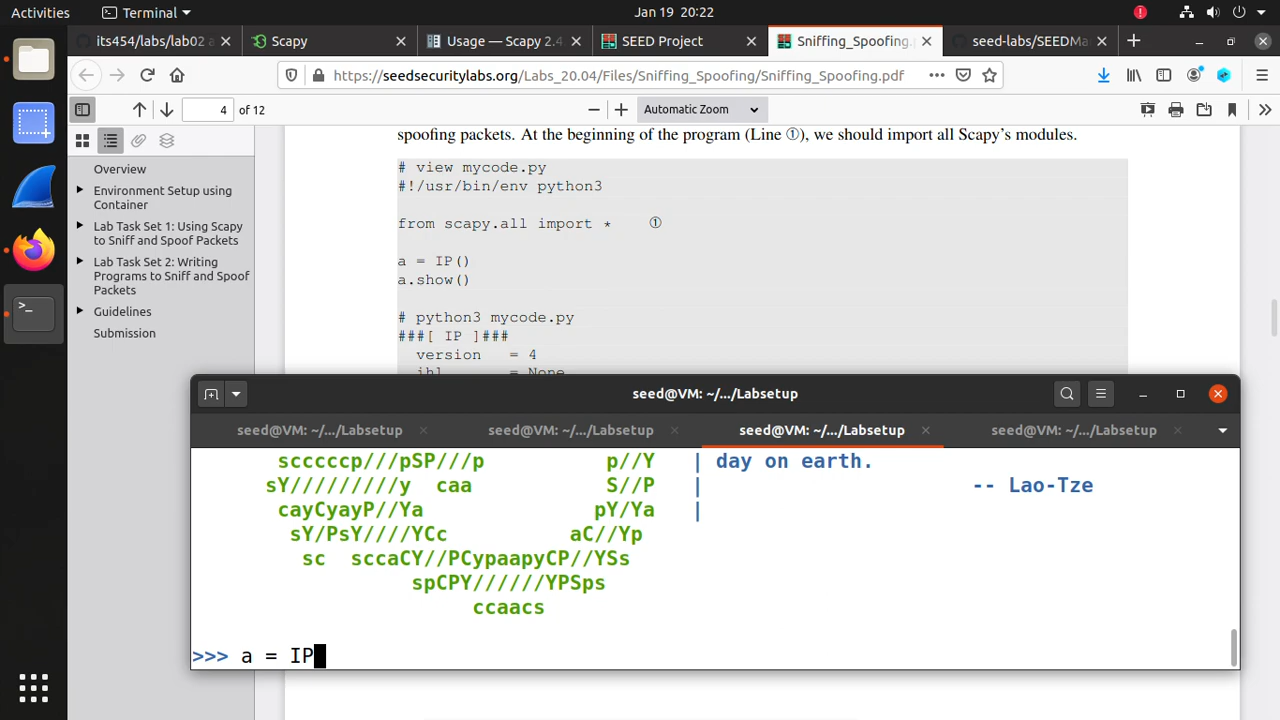 Activities
Terminal
Jan 19 20:22
its454/labs/lab02 a
Scapy
Usage — Scapy 2.4.
SEED Project
Sniffing_Spoofing.p
seed-labs/SEEDMa
https://seedsecuritylabs.org/Labs_20.04/Files/Sniffing_Spoofing/Sniffing_Spoofing.pdf
4 of 12
Automatic Zoom
Overview
Environment Setup using
Container
Lab Task Set 1: Using Scapy
to Sniff and Spoof Packets
Lab Task Set 2: Writing
Programs to Sniff and Spoof
Packets
Guidelines
Submission
spoofing packets. At the beginning of the program (Line ①), we should import all Scapy's modules.
# view mycode.py
#!/usr/bin/env python3
from scapy.all import * ①
a = IP()
a.show()
# python3 mycode.py
###[ IP ]###
version = 4
ihl = None
seed@VM: ~/.../Labsetup
seed@VM: ~/.../Labsetup
seed@VM: ~/.../Labsetup
seed@VM: ~/.../Labsetup
seed@VM: ~/.../Labsetup
scccccp///pSP///p p//Y | day on earth.
sY/////////y caa S//P | -- Lao-Tze
cayCyayP//Ya pY/Ya |
sY/PsY////YCc aC//Yp
sc sccaCY//PCypaapyCP//YSs
spCPY//////YPSps
ccaacs
>>> a = IP